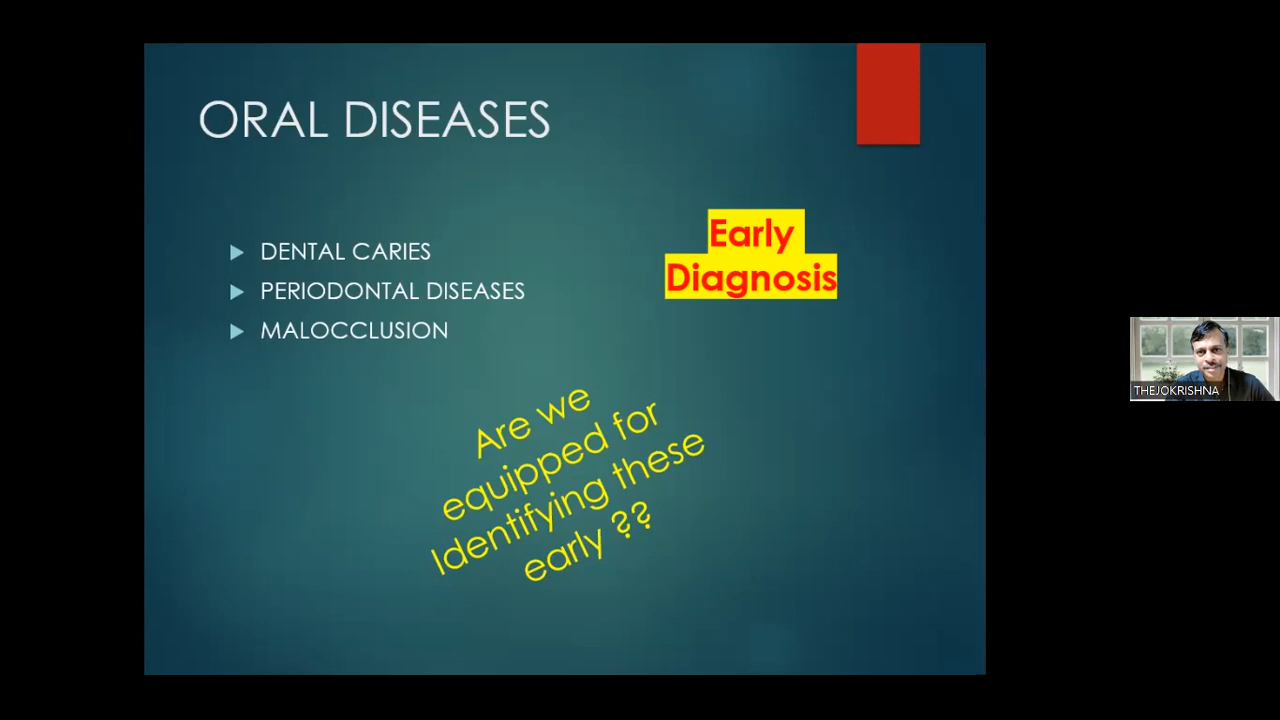 ORAL DISEASES
DENTAL CARIES
PERIODONTAL DISEASES
MALOCCLUSION
Early
Diagnosis
Are we
equipped for
Identifying these
early ??
THEJOKRISHNA